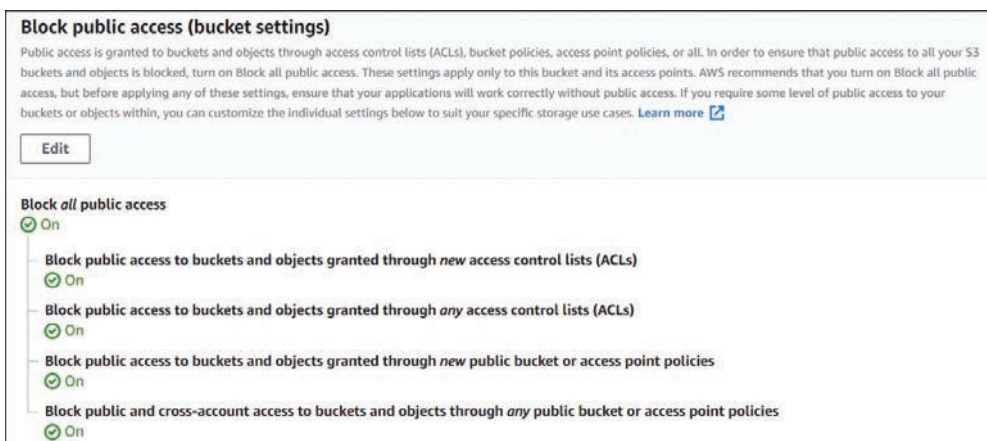 Block public access (bucket settings)
Public access is granted to buckets and objects through access control lists (ACLs), bucket policies, access point policies, or all. In order to ensure that public access to all your S3
buckets and objects is blocked, turn on Block all public access. These settings apply only to this bucket and its access points. AWS recommends that you turn on Block all public
access, but before applying any of these settings, ensure that your applications will work correctly without public access. If you require some level of public access to your
buckets or objects within, you can customize the individual settings below to suit your specific storage use cases. Learn more
Edit
Block all public access
On
Block public access to buckets and objects granted through new access control lists (ACLs)
On
Block public access to buckets and objects granted through any access control lists (ACLs)
On
Block public access to buckets and objects granted through new public bucket or access point policies
On
Block public and cross-account access to buckets and objects through any public bucket or access point policies
On